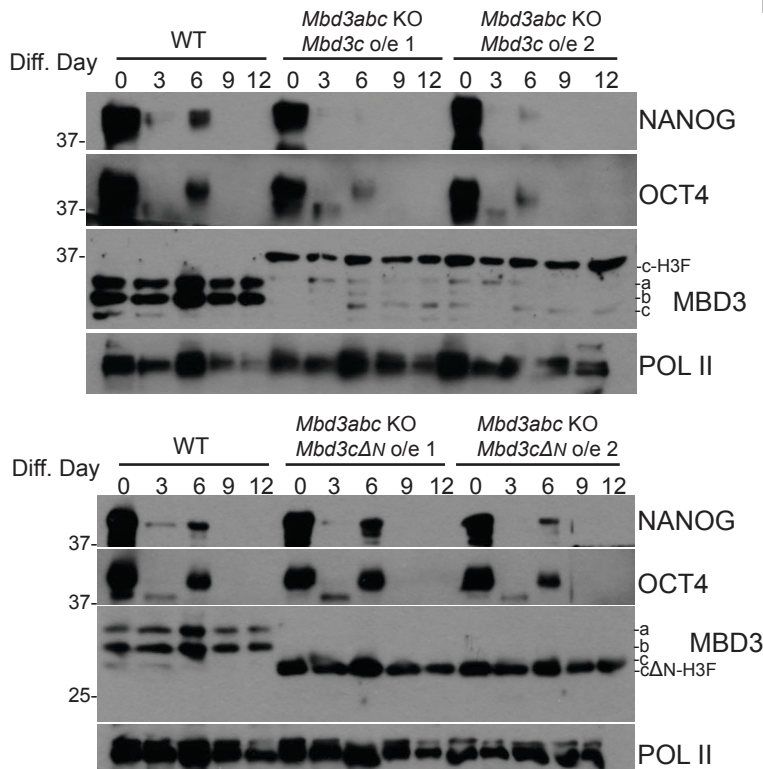 Mbd3abc KO Mbd3abc KO
WT Mbd3c o/e 1 Mbd3c o/e 2
Diff. Day
0 3 6 9 12 0 3 6 9 12 0 3 6 9 12
NANOG
37-
OCT4
37-
37-
-c-H3F
-a
-b MBD3
-c
POL II
Mbd3abc KO Mbd3abc KO
WT Mbd3cΔN o/e 1 Mbd3cΔN o/e 2
Diff. Day
0 3 6 9 12 0 3 6 9 12 0 3 6 9 12
NANOG
37-
OCT4
37-
-a
-b MBD3
-c
-cΔN-H3F
25-
POL II